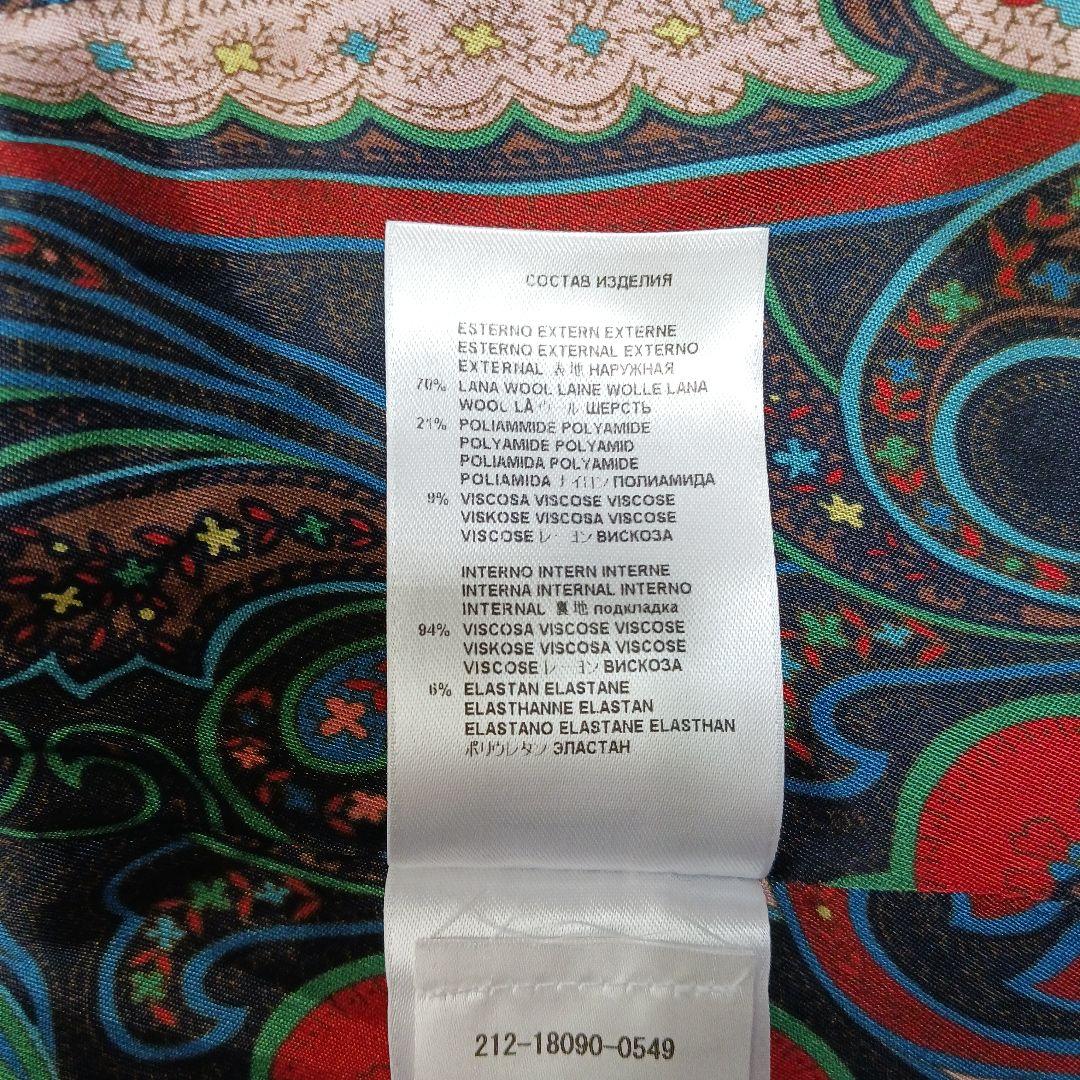 СОСТАВ ИЗДЕЛИЯ
ESTERNO EXTERN EXTERNE
ESTERNO EXTERNAL EXTERNO
EXTERNAL 表地 НАРУЖНАЯ
70% LANA WOOL LAINE WOLLE LANA
WOOL LÃ ウール ШЕРСТЬ
21% POLIAMMIDE POLYAMIDE
POLYAMIDE POLYAMID
POLIAMIDA POLYAMIDE
POLIAMIDA ナイロン ПОЛИАМИДА
9% VISCOSA VISCOSE VISCOSE
VISKOSE VISCOSA VISCOSE
VISCOSE レーヨン ВИСКОЗА
INTERNO INTERN INTERNE
INTERNA INTERNAL INTERNO
INTERNAL 裏地 подкладка
94% VISCOSA VISCOSE VISCOSE
VISKOSE VISCOSA VISCOSE
VISCOSE レーヨン ВИСКОЗА
6% ELASTAN ELASTANE
ELASTHANNE ELASTAN
ELASTANO ELASTANE ELASTHAN
ポリウレタン ЭЛАСТАН
212-18090-0549